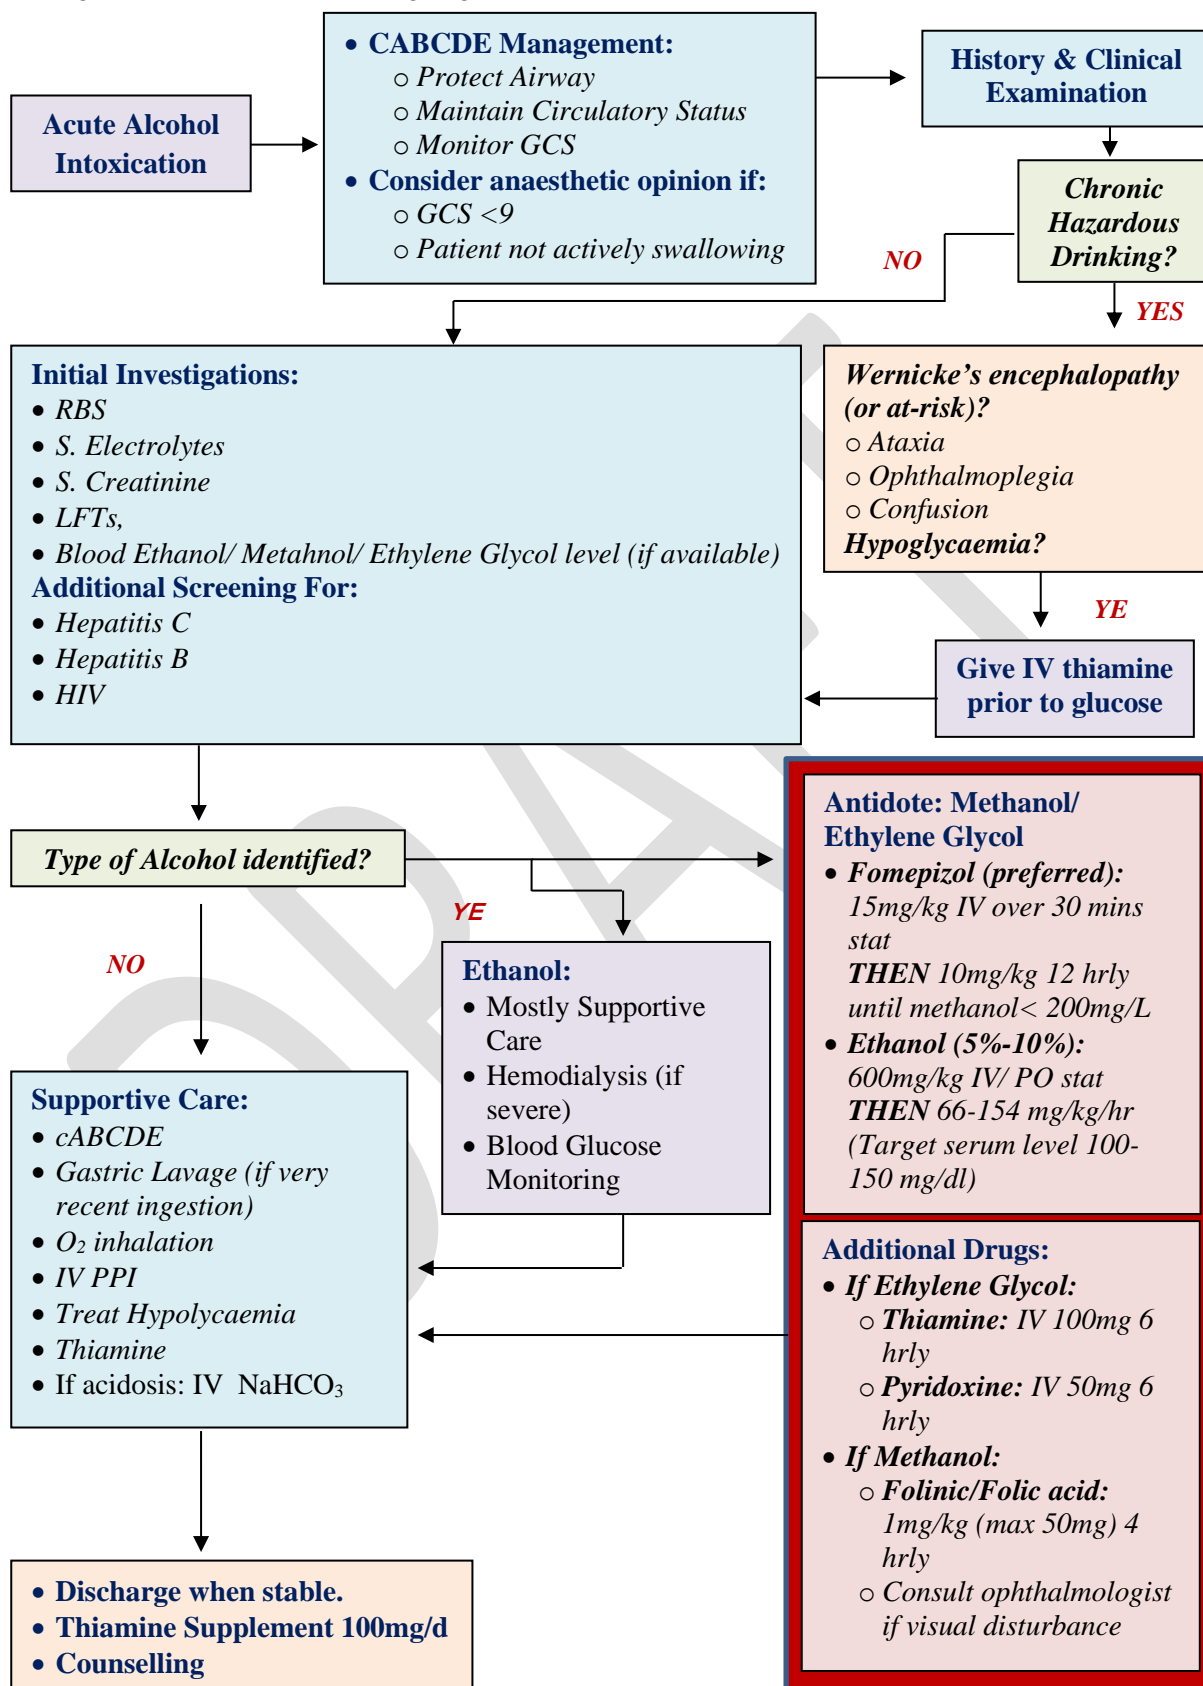 Acute Alcohol
Intoxication
• CABCDE Management:
o Protect Airway
o Maintain Circulatory Status
o Monitor GCS
• Consider anaesthetic opinion if:
o GCS <9
o Patient not actively swallowing
History & Clinical
Examination
Chronic
Hazardous
Drinking?
NO
YES
Initial Investigations:
• RBS
• S. Electrolytes
• S. Creatinine
• LFTs,
• Blood Ethanol/ Metahnol/ Ethylene Glycol level (if available)
Additional Screening For:
• Hepatitis C
• Hepatitis B
• HIV
Wernicke’s encephalopathy
(or at-risk)?
o Ataxia
o Ophthalmoplegia
o Confusion
Hypoglycaemia?
YE
Give IV thiamine
prior to glucose
Type of Alcohol identified?
YE
NO
Ethanol:
• Mostly Supportive
Care
• Hemodialysis (if
severe)
• Blood Glucose
Monitoring
Antidote: Methanol/
Ethylene Glycol
• Fomepizol (preferred):
15mg/kg IV over 30 mins
stat
THEN 10mg/kg 12 hrly
until methanol< 200mg/L
• Ethanol (5%-10%):
600mg/kg IV/ PO stat
THEN 66-154 mg/kg/hr
(Target serum level 100-
150 mg/dl)
Supportive Care:
• cABCDE
• Gastric Lavage (if very
recent ingestion)
• O₂ inhalation
• IV PPI
• Treat Hypolycaemia
• Thiamine
• If acidosis: IV NaHCO₃
Additional Drugs:
• If Ethylene Glycol:
o Thiamine: IV 100mg 6
hrly
o Pyridoxine: IV 50mg 6
hrly
• If Methanol:
o Folinic/Folic acid:
1mg/kg (max 50mg) 4
hrly
o Consult ophthalmologist
if visual disturbance
• Discharge when stable.
• Thiamine Supplement 100mg/d
• Counselling
DRAFT